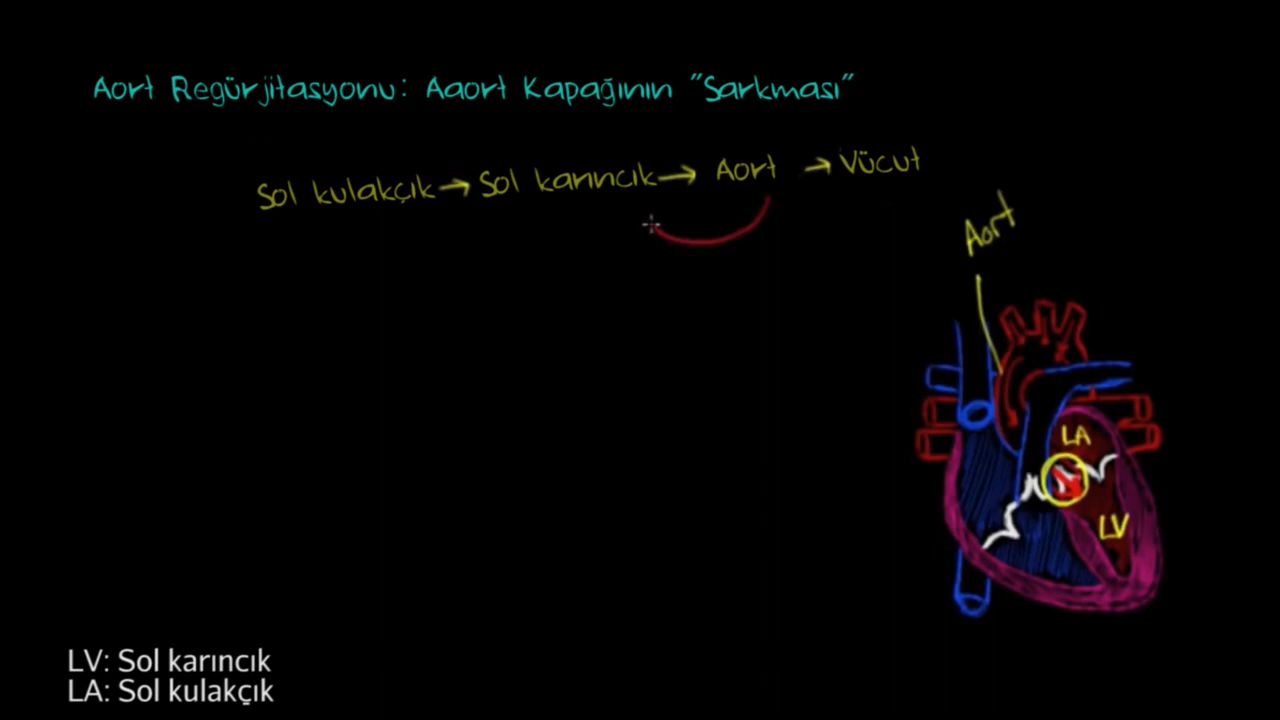 Aort Regürjitasyonu: Aaort Kapağının "Sarkması"
Sol kulakçık → Sol karıncık → Aort → Vücut
Aort
LA
LV
LV: Sol karıncık
LA: Sol kulakçık